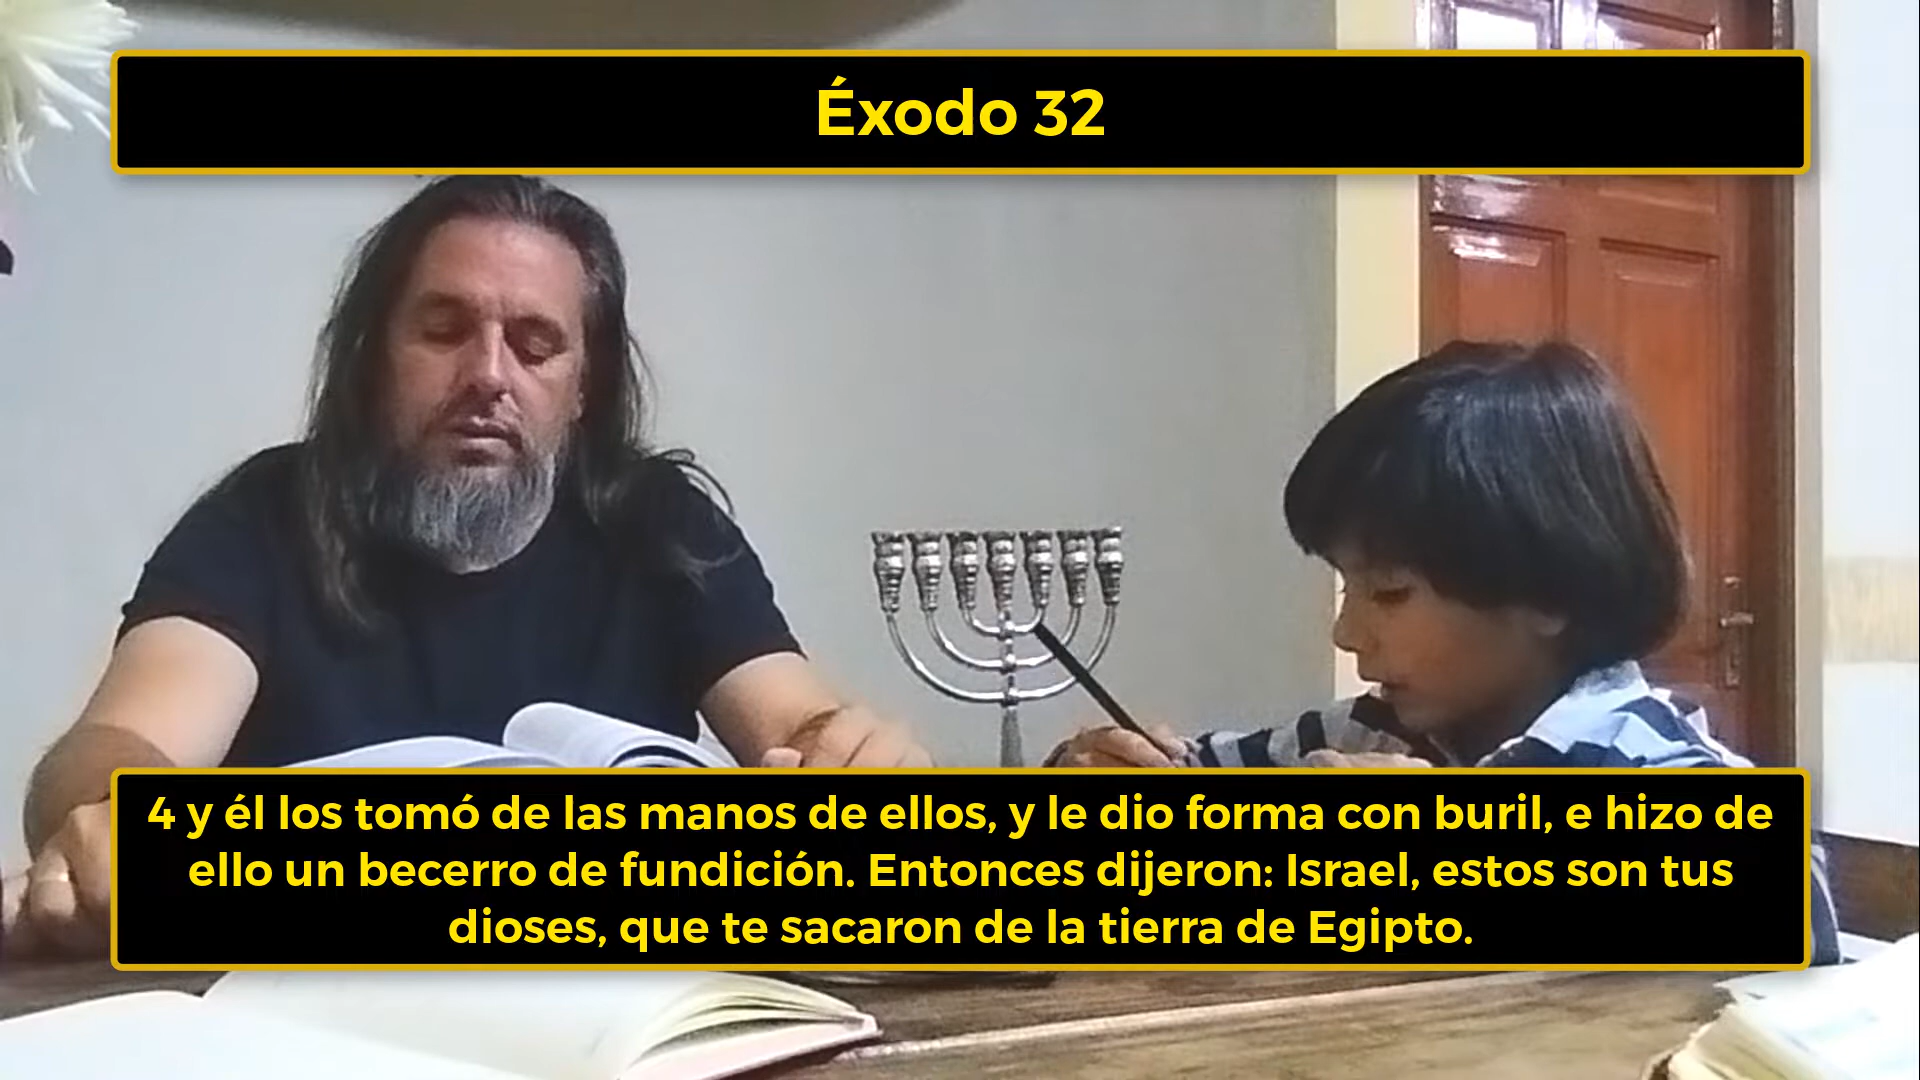 Éxodo 32
4 y él los tomó de las manos de ellos, y le dio forma con buril, e hizo de
ello un becerro de fundición. Entonces dijeron: Israel, estos son tus
dioses, que te sacaron de la tierra de Egipto.